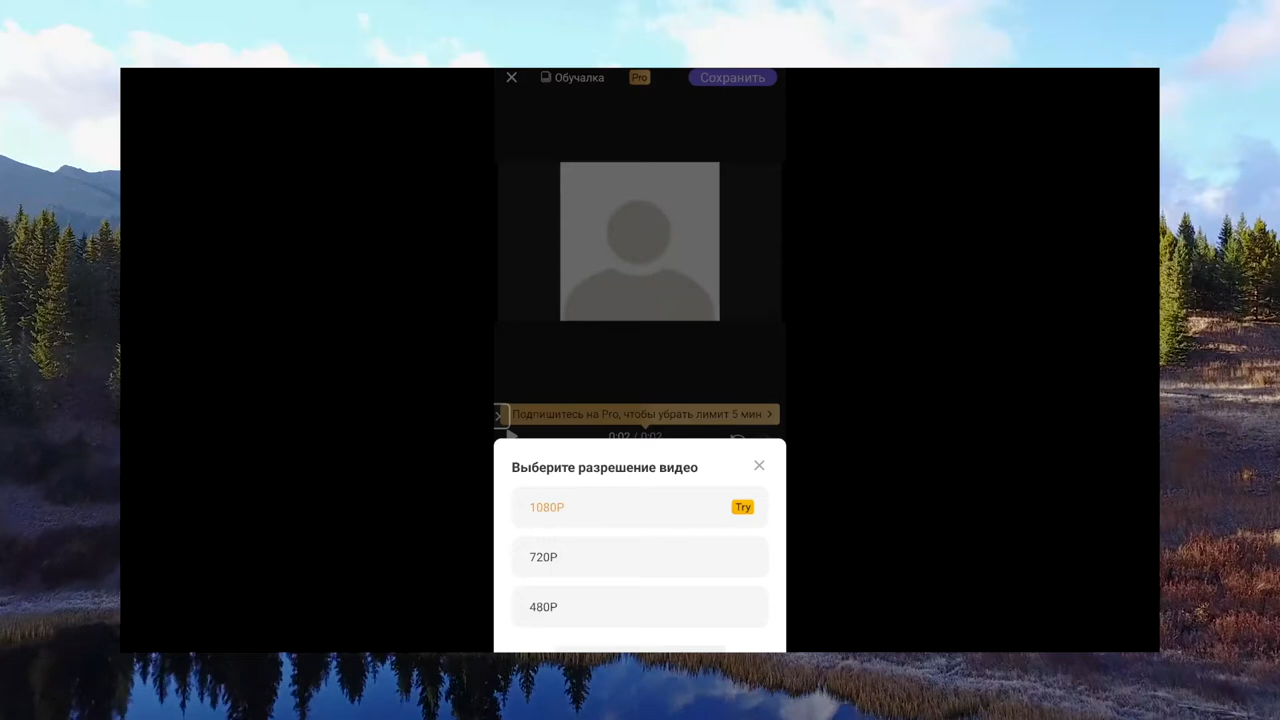 Обучалка Pro Сохранить
Подпишитесь на Pro, чтобы убрать лимит 5 мин
0:02 / 0:02
Выберите разрешение видео
1080P Try
720P
480P